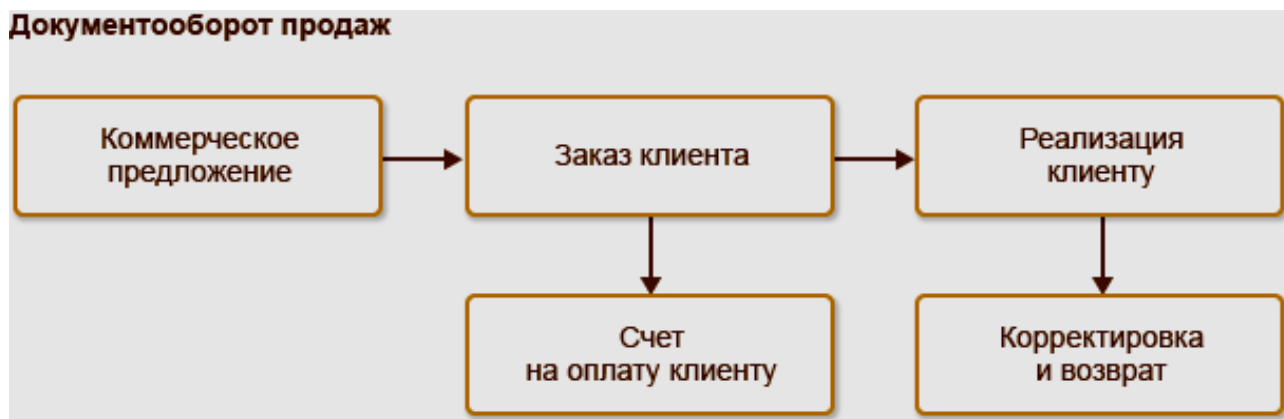 Документооборот продаж
Коммерческое
предложение
Заказ клиента
Реализация
клиенту
Счет
на оплату клиенту
Корректировка
и возврат